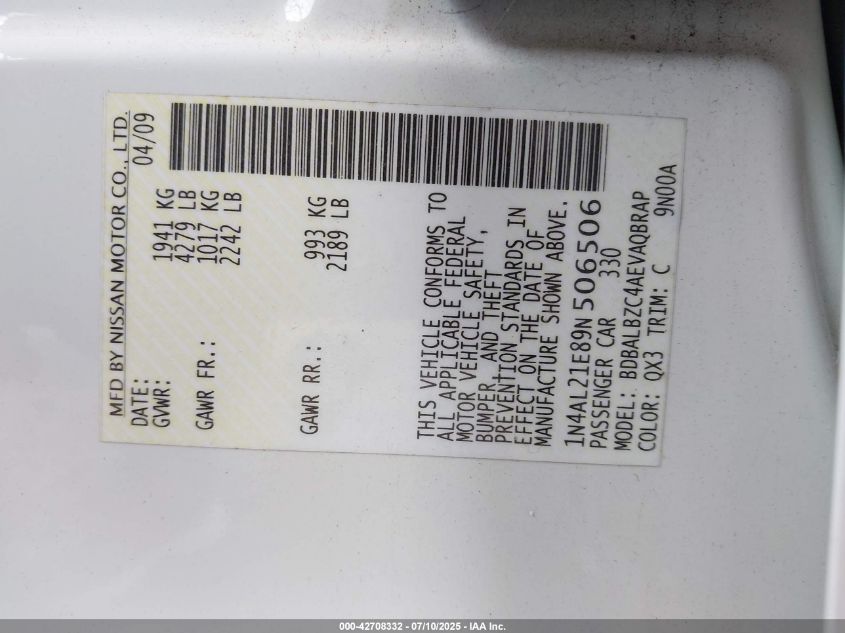 MFD BY NISSAN MOTOR CO., LTD.
DATE: 04/09
GVWR: 1941 KG
4279 LB
GAWR FR.: 1017 KG
2242 LB
GAWR RR.: 993 KG
2189 LB
THIS VEHICLE CONFORMS TO
ALL APPLICABLE FEDERAL
MOTOR VEHICLE SAFETY,
BUMPER, AND THEFT
PREVENTION STANDARDS IN
EFFECT ON THE DATE OF
MANUFACTURE SHOWN ABOVE.
1N4AL21E89N506506
PASSENGER CAR 330
MODEL: BDBALBZC4AEVAQBRAP
COLOR: QX3 TRIM: C 9N00A
000-42708332 - 07/10/2025 - IAA Inc.